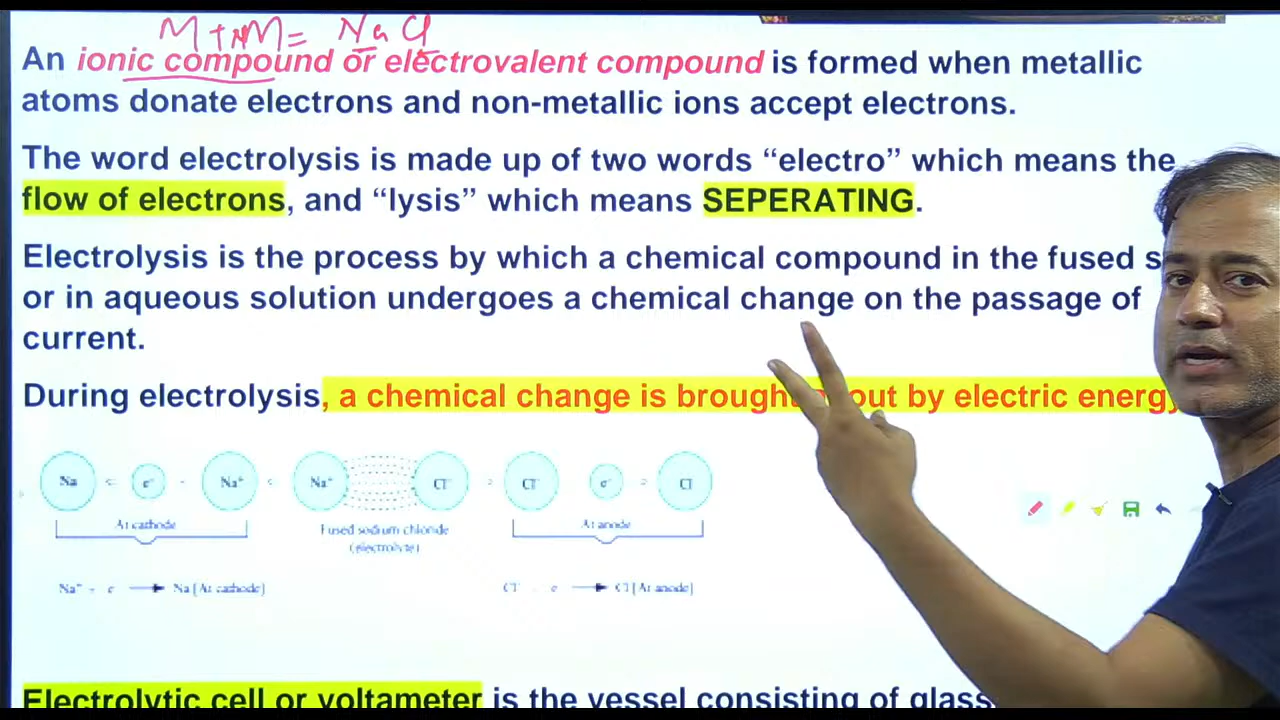 M + NM = Na Cl
An ionic compound or electrovalent compound is formed when metallic
atoms donate electrons and non-metallic ions accept electrons.
The word electrolysis is made up of two words “electro” which means the
flow of electrons, and “lysis” which means SEPERATING.
Electrolysis is the process by which a chemical compound in the fused s
or in aqueous solution undergoes a chemical change on the passage of
current.
During electrolysis, a chemical change is brought out by electric energy
Na e⁻ Na⁺ Na⁺ Cl⁻ Cl⁻ e⁻ Cl
At cathode Fused sodium chloride At anode
(electrolyte)
Na⁺ + e⁻ → Na [At cathode] Cl⁻ - e⁻ → Cl [At anode]
Electrolytic cell or voltameter is the vessel consisting of glass